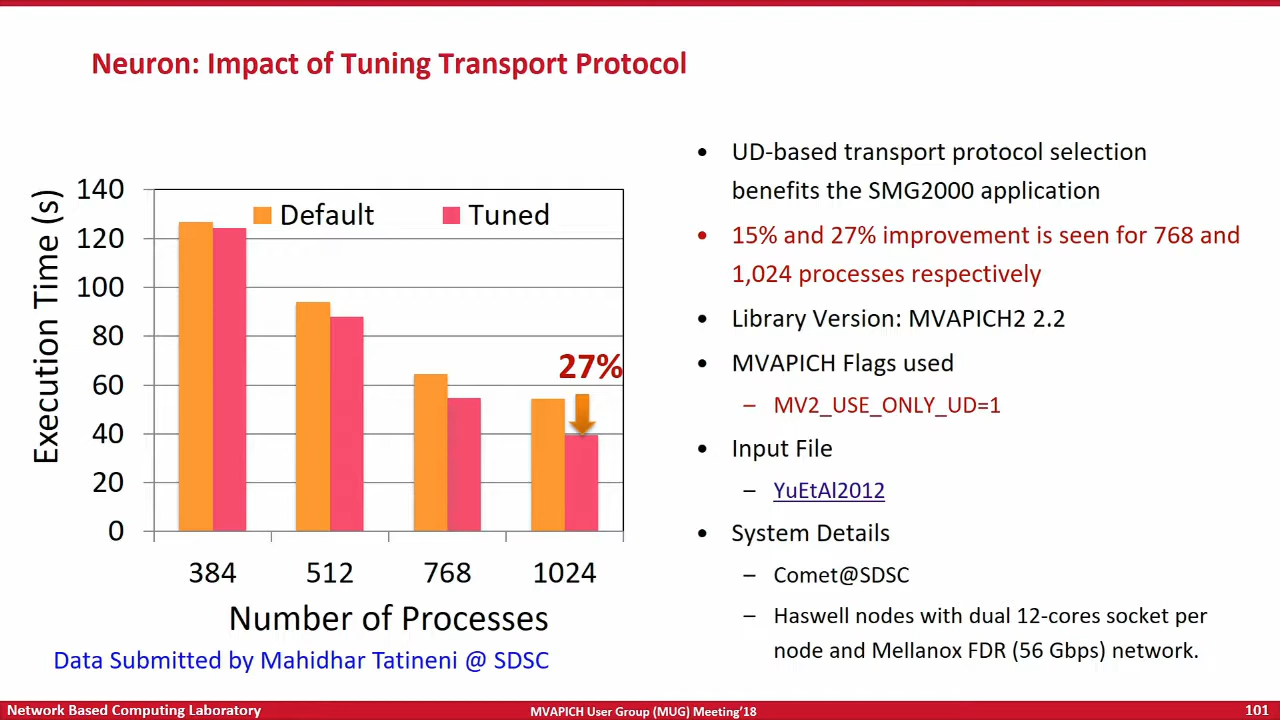 Neuron: Impact of Tuning Transport Protocol
Execution Time (s)
140
120
100
80
60
40
20
0
Default
Tuned
27%
384
512
768
1024
Number of Processes
Data Submitted by Mahidhar Tatineni @ SDSC
• UD-based transport protocol selection
benefits the SMG2000 application
• 15% and 27% improvement is seen for 768 and
1,024 processes respectively
• Library Version: MVAPICH2 2.2
• MVAPICH Flags used
– MV2_USE_ONLY_UD=1
• Input File
– YuEtAl2012
• System Details
– Comet@SDSC
– Haswell nodes with dual 12-cores socket per
node and Mellanox FDR (56 Gbps) network.
Network Based Computing Laboratory
MVAPICH User Group (MUG) Meeting'18
101